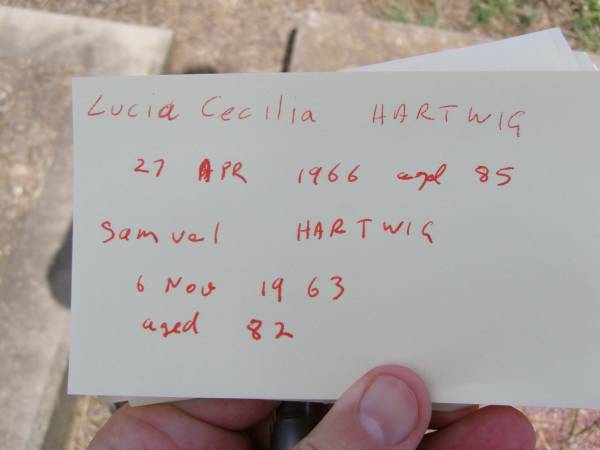 Lucia Cecilia HARTWIG
27 APR 1966 aged 85
Samuel HARTWIG
6 Nov 1963
aged 82